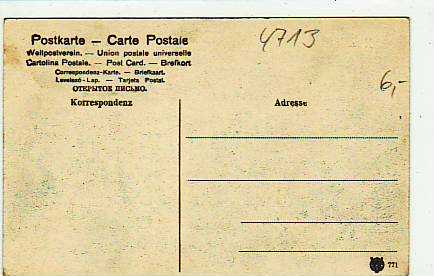 4713
Postkarte – Carte Postale
Weltpostverein. — Union postale universelle
Cartolina Postale. — Post Card. — Brefkort
Correspondenz-Karte. — Briefkaart.
Levelező-Lap. — Tarjeta Postal.
ОТКРЫТОЕ ПИСЬМО.
6,-
Korrespondenz
Adresse
771